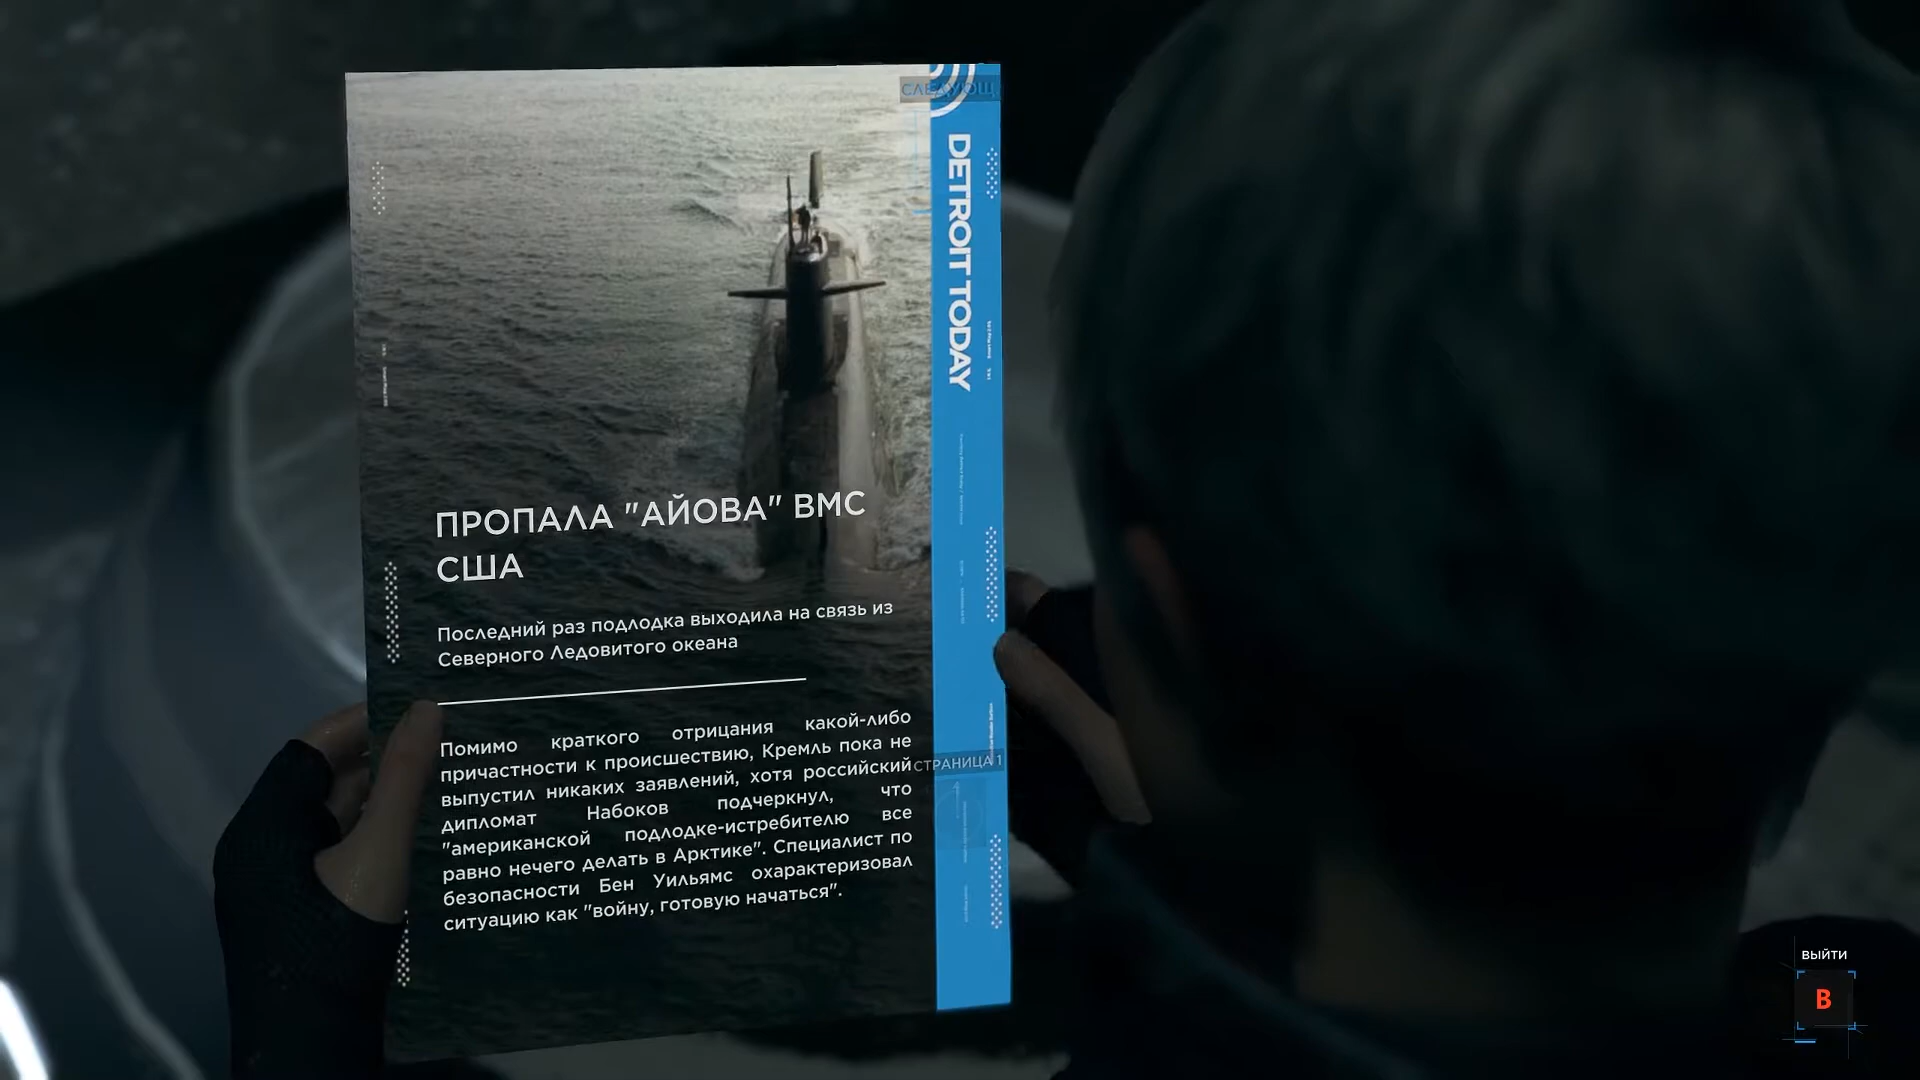 СЛЕДУЮЩ
DETROIT TODAY
ПРОПАЛА "АЙОВА" ВМС
США
Последний раз подлодка выходила на связь из
Северного Ледовитого океана
Помимо краткого отрицания какой-либо
причастности к происшествию, Кремль пока не
выпустил никаких заявлений, хотя российский
дипломат Набоков подчеркнул, что
"американской подлодке-истребителю все
равно нечего делать в Арктике". Специалист по
безопасности Бен Уильямс охарактеризовал
ситуацию как "войну, готовую начаться".
СТРАНИЦА 1
ВЫЙТИ
B